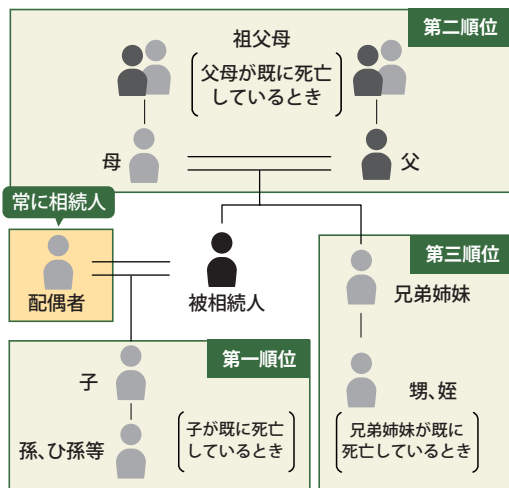 第二順位
祖父母
父母が既に死亡
しているとき
母
父
常に相続人
配偶者
被相続人
第三順位
兄弟姉妹
甥、姪
兄弟姉妹が既に
死亡しているとき
第一順位
子
孫、ひ孫等
子が既に死亡
しているとき